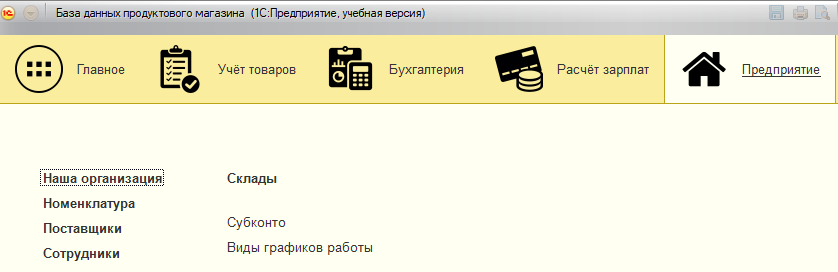 База данных продуктового магазина (1С:Предприятие, учебная версия)
Главное
Учёт товаров
Бухгалтерия
Расчёт зарплат
Предприятие
Наша организация
Номенклатура
Поставщики
Сотрудники
Склады
Субконто
Виды графиков работы